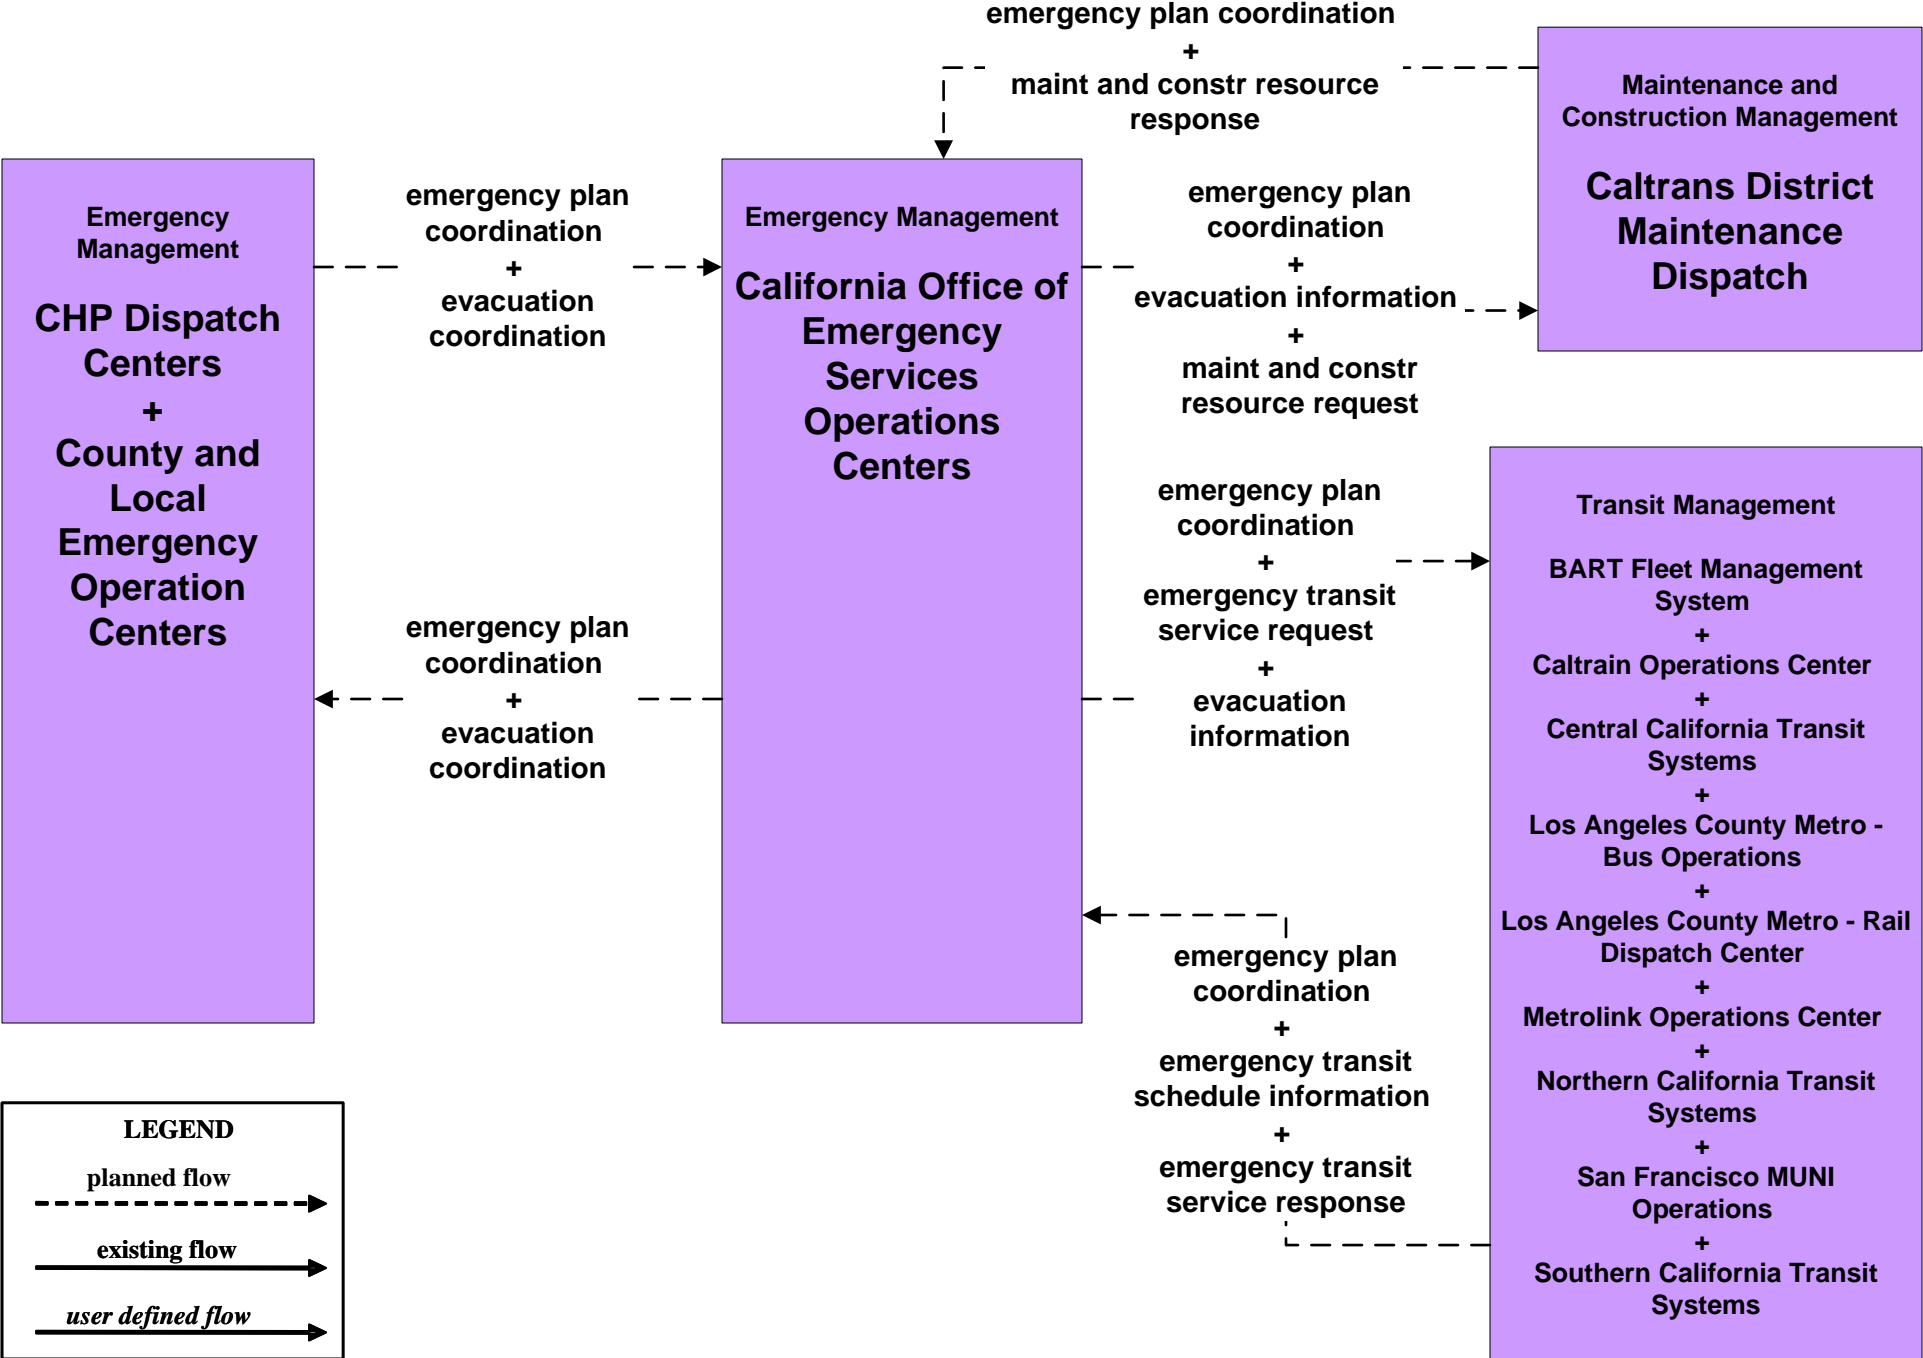 emergency plan coordination
+
maint and constr resource
response
Maintenance and
Construction Management
Caltrans District
Maintenance
Dispatch
Emergency
Management
CHP Dispatch
Centers
+
County and
Local
Emergency
Operation
Centers
emergency plan
coordination
+
evacuation
coordination
emergency plan
coordination
+
evacuation
coordination
Emergency Management
California Office of
Emergency
Services
Operations
Centers
emergency plan
coordination
+
evacuation information
+
maint and constr
resource request
emergency plan
coordination
+
emergency transit
service request
+
evacuation
information
emergency plan
coordination
+
emergency transit
schedule information
+
emergency transit
service response
Transit Management
BART Fleet Management
System
+
Caltrain Operations Center
+
Central California Transit
Systems
+
Los Angeles County Metro -
Bus Operations
+
Los Angeles County Metro - Rail
Dispatch Center
+
Metrolink Operations Center
+
Northern California Transit
Systems
+
San Francisco MUNI
Operations
+
Southern California Transit
Systems
LEGEND
planned flow
existing flow
user defined flow